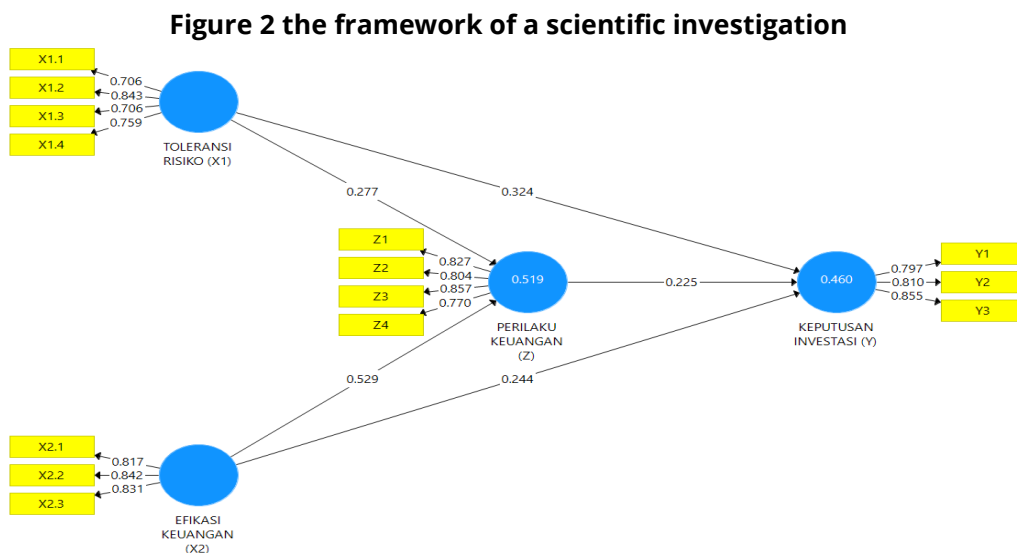 Figure 2 the framework of a scientific investigation
X1.1
X1.2
X1.3
X1.4
0.706
0.843
0.706
0.759
TOLERANSI
RISIKO (X1)
0.277
0.324
Z1
Z2
Z3
Z4
0.827
0.804
0.857
0.770
0.519
PERILAKU
KEUANGAN
(Z)
0.225
0.460
KEPUTUSAN
INVESTASI (Y)
0.797
0.810
0.855
Y1
Y2
Y3
0.529
0.244
X2.1
X2.2
X2.3
0.817
0.842
0.831
EFIKASI
KEUANGAN
(X2)